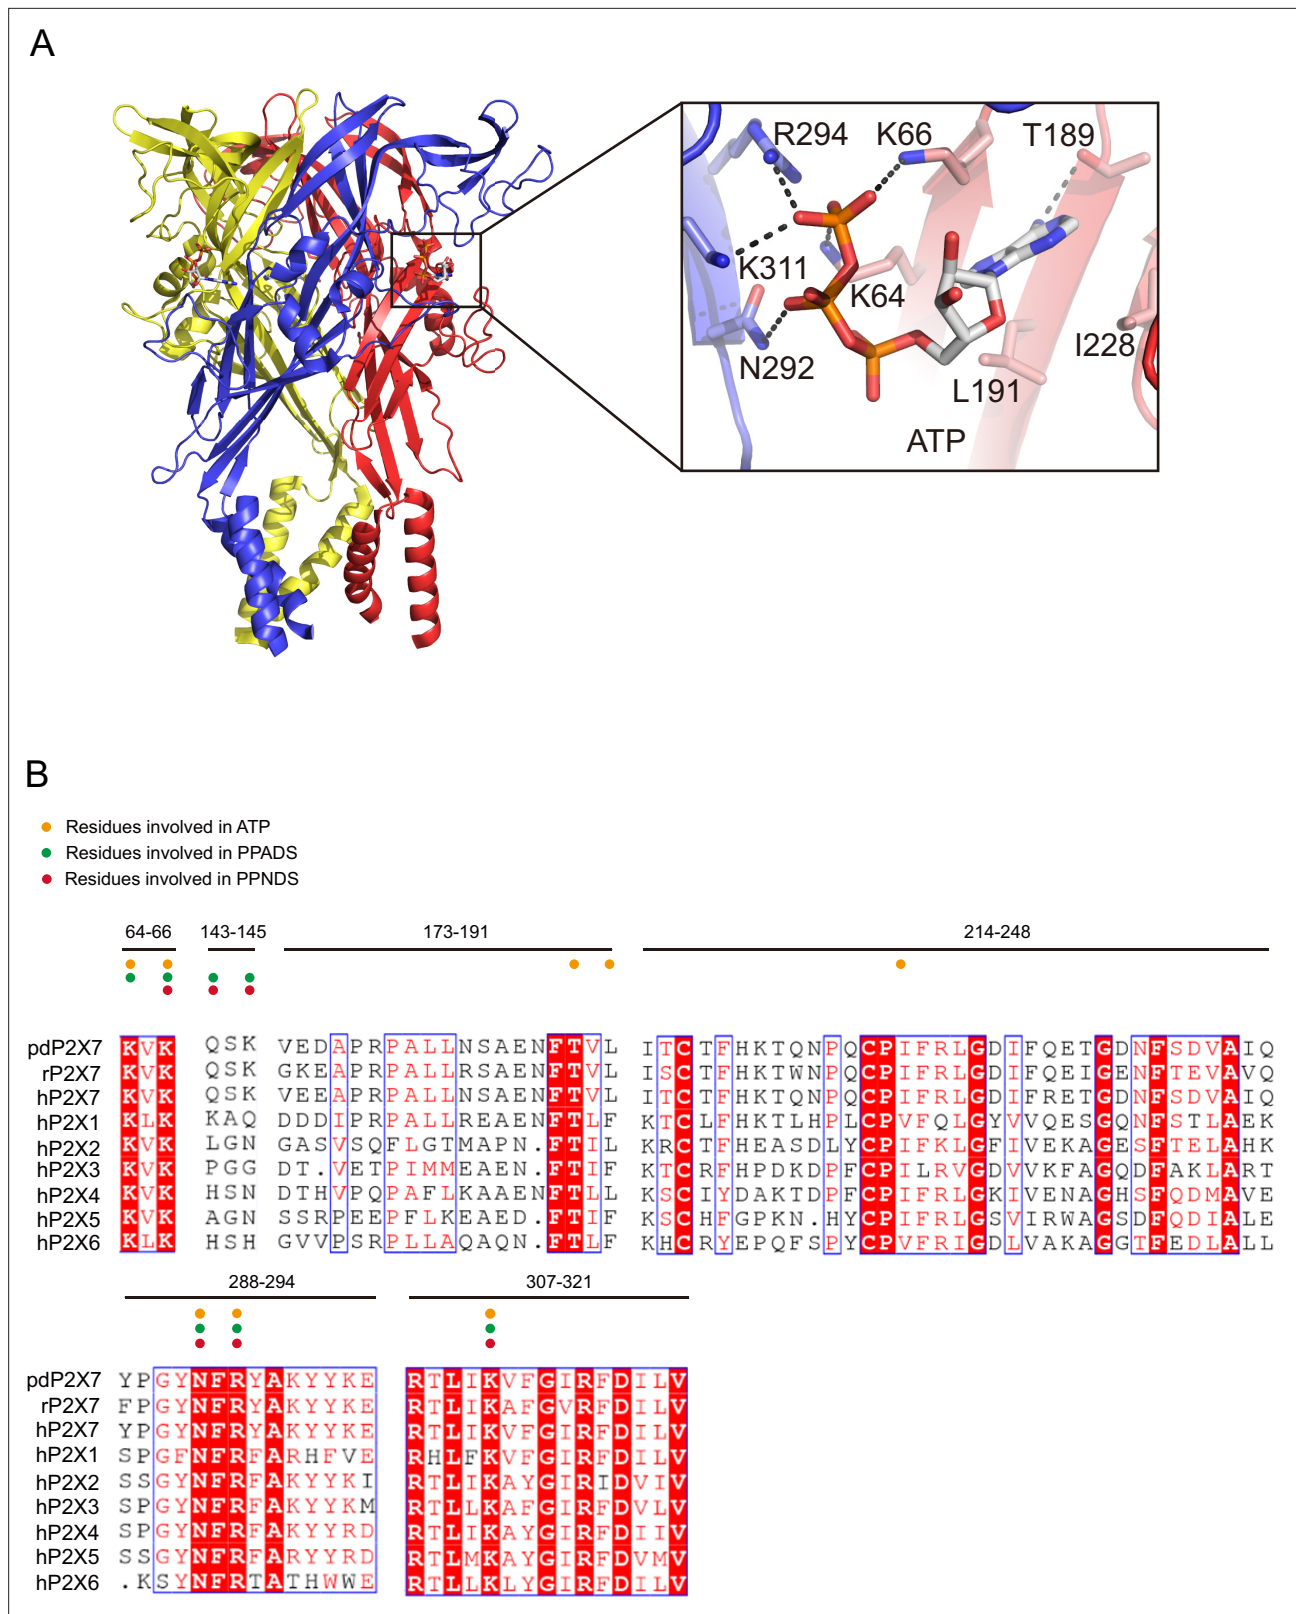 A
R294 K66 T189
K311
K64
N292
I228
L191
ATP
B
Residues involved in ATP
Residues involved in PPADS
Residues involved in PPNDS
64-66 143-145 173-191 214-248
pdP2X7 KVK QSK VEDAPRPALLNSAENFTVL ITCTFHKTQNPQCPIFRLGDIFQETGDNFSDVAIQ
rP2X7 KVK QSK GKEAPRPALLRSAENFTVL ISCTFHKTWNPQCPIFRLGDIFQEIGENFTEVAVQ
hP2X7 KVK QSK VEEAPRPALLNSAENFTVL ITCTFHKTQNPQCPIFRLGDIFRETGDNFSDVAIQ
hP2X1 KLK KAQ DDDIPRPALLREAENFTLF KTCLFHKTLHPLCPVFQLGYVVQESGQNFSTLAEK
hP2X2 KVK LGN GASVSQFLGTMAPN.FTIL KRCTFHEASDLYCPIFKLGFIVEKAGESFTELAHK
hP2X3 KVK PGG DT.VETPIMMEAEN.FTIF KTCRFHPDKDPFCPILRVGDVVKFAGQDFAKLART
hP2X4 KVK HSN DTHVPQPAFLKAAENFTLL KSCIYDAKTDPFCPIFRLGKIVENAGHSFQDMAVE
hP2X5 KVK AGN SSRPEEPFLKEAED.FTIF KSCHFGPKN.HYCPIFRLGSVIRWAGSDFQDIALE
hP2X6 KLK HSH GVVPSRPLLAQAQN.FTLF KHCRYEPQFSPYCPVFRIGDLVAKAGGTFEDLALL
288-294 307-321
pdP2X7 YPGYNFRYAKYYKE RTLIKVFGIRFDILV
rP2X7 FPGYNFRYAKYYKE RTLIKAFGVRFDILV
hP2X7 YPGYNFRYAKYYKE RTLIKVFGIRFDILV
hP2X1 SPGFNFRFARHFVE RHLFKVFGIRFDILV
hP2X2 SSGYNFRFAKYYKI RTLIKAYGIRIDVIV
hP2X3 SPGYNFRFAKYYKM RTLLKAFGIRFDVLV
hP2X4 SPGYNFRFAKYYRD RTLIKAYGIRFDIIV
hP2X5 SSGYNFRFARYYRD RTLMKAYGIRFDVMV
hP2X6 .KSYNFRTATHWWE RTLLKLYGIRFDILV